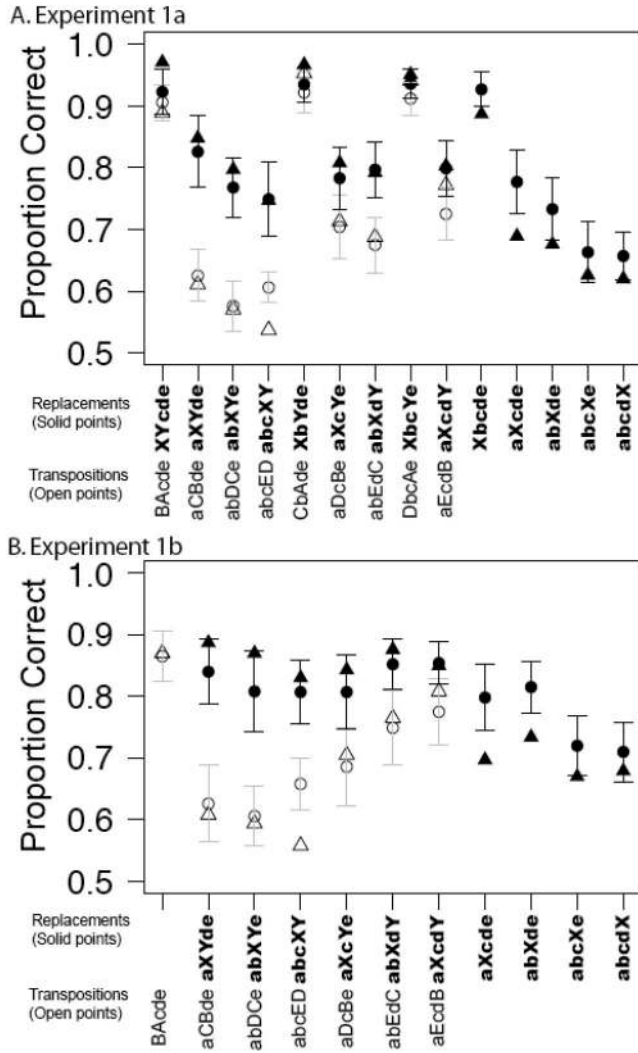 A. Experiment 1a
Proportion Correct
1.0
0.9
0.8
0.7
0.6
0.5
Replacements
(Solid points)
XYcde
aXYde
abXYe
abcXY
XbYde
aXcYe
abXdY
XbcYe
aXcdY
Xbcde
aXcde
abXde
abcXe
abcdX
Transpositions
(Open points)
BAcde
aCBde
abDCe
abcED
CbAde
aDcBe
abEdC
DbcAe
aEcdB
B. Experiment 1b
Proportion Correct
1.0
0.9
0.8
0.7
0.6
0.5
Replacements
(Solid points)
aXYde
abXYe
abcXY
aXcYe
abXdY
aXcdY
aXcde
abXde
abcXe
abcdX
Transpositions
(Open points)
BAcde
aCBde
abDCe
abcED
aDcBe
abEdC
aEcdB